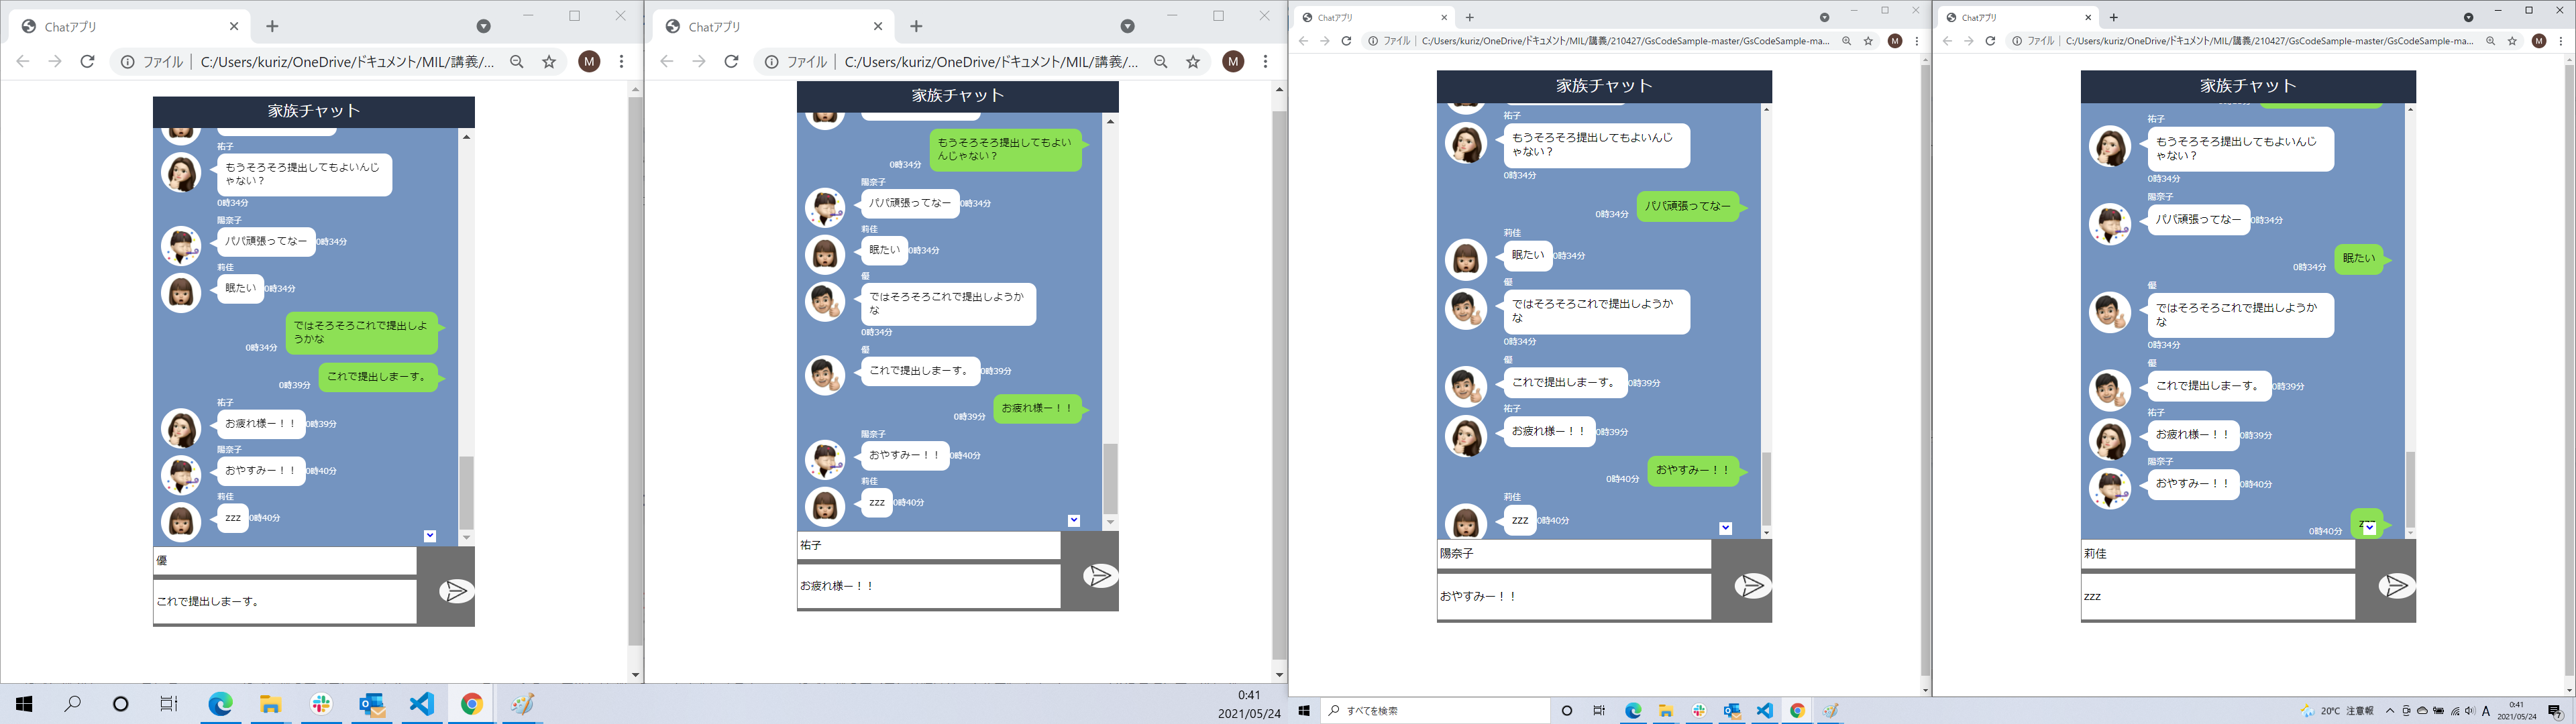 Chatアプリ
ファイル
C:/Users/kuriz/OneDrive/ドキュメント/MIL/講義/...
M
家族チャット
祐子
もうそろそろ提出してもよいんじ
ゃない？
0時34分
陽奈子
パパ頑張ってなー
0時34分
莉佳
眠たい
0時34分
ではそろそろこれで提出しよ
うかな
0時34分
これで提出しまーす。
0時39分
祐子
お疲れ様ー！！
0時39分
陽奈子
おやすみー！！
0時40分
莉佳
zzz
0時40分
優
これで提出しまーす。
Chatアプリ
ファイル
C:/Users/kuriz/OneDrive/ドキュメント/MIL/講義/...
M
家族チャット
もうそろそろ提出してもよい
んじゃない？
0時34分
陽奈子
パパ頑張ってなー
0時34分
莉佳
眠たい
0時34分
優
ではそろそろこれで提出しようか
な
0時34分
優
これで提出しまーす。
0時39分
お疲れ様ー！！
0時39分
陽奈子
おやすみー！！
0時40分
莉佳
zzz
0時40分
祐子
お疲れ様ー！！
0:41
2021/05/24
Chatアプリ
ファイル
C:/Users/kuriz/OneDrive/ドキュメント/MIL/講義/210427/GsCodeSample-master/GsCodeSample-ma...
M
家族チャット
祐子
もうそろそろ提出してもよいんじ
ゃない？
0時34分
パパ頑張ってなー
0時34分
莉佳
眠たい
0時34分
優
ではそろそろこれで提出しようか
な
0時34分
優
これで提出しまーす。
0時39分
祐子
お疲れ様ー！！
0時39分
おやすみー！！
0時40分
莉佳
zzz
0時40分
陽奈子
おやすみー！！
すべてを検索
Chatアプリ
ファイル
C:/Users/kuriz/OneDrive/ドキュメント/MIL/講義/210427/GsCodeSample-master/GsCodeSample-ma...
M
家族チャット
祐子
もうそろそろ提出してもよいんじ
ゃない？
0時34分
陽奈子
パパ頑張ってなー
0時34分
眠たい
0時34分
優
ではそろそろこれで提出しようか
な
0時34分
優
これで提出しまーす。
0時39分
祐子
お疲れ様ー！！
0時39分
陽奈子
おやすみー！！
0時40分
zzz
0時40分
莉佳
zzz
20℃ 注意報
A
0:41
2021/05/24